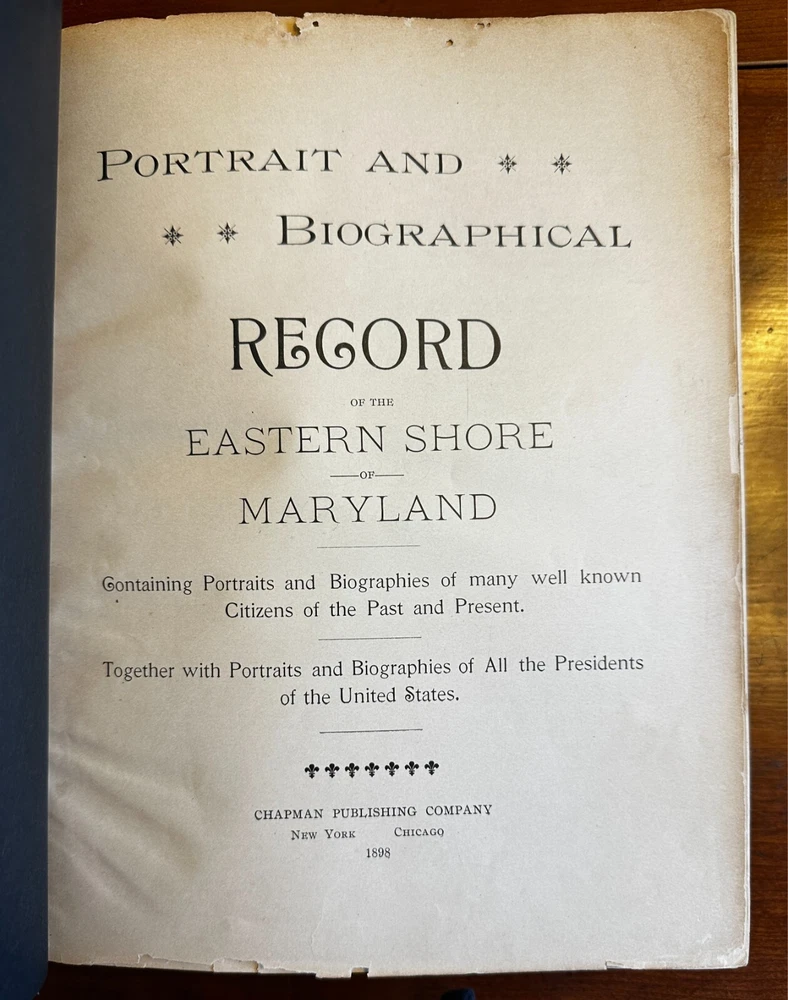 PORTRAIT AND
BIOGRAPHICAL
RECORD
OF THE
EASTERN SHORE
—OF—
MARYLAND
Containing Portraits and Biographies of many well known
Citizens of the Past and Present.
Together with Portraits and Biographies of All the Presidents
of the United States.
CHAPMAN PUBLISHING COMPANY
NEW YORK CHICAGO
1898